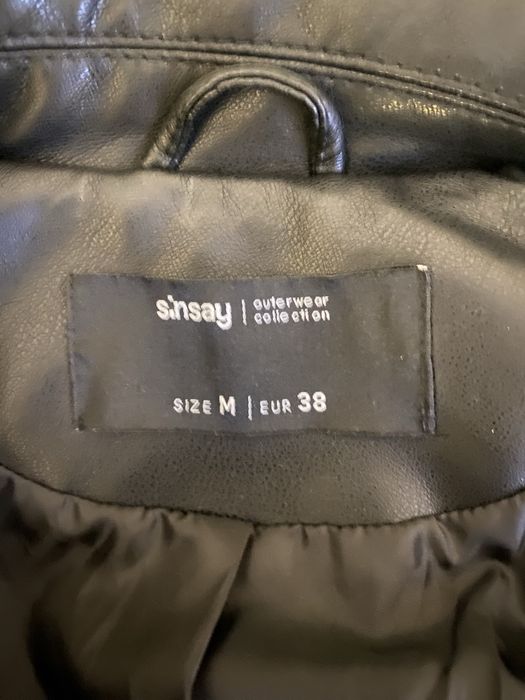 sinsay | outerwear
collection
SIZE M | EUR 38